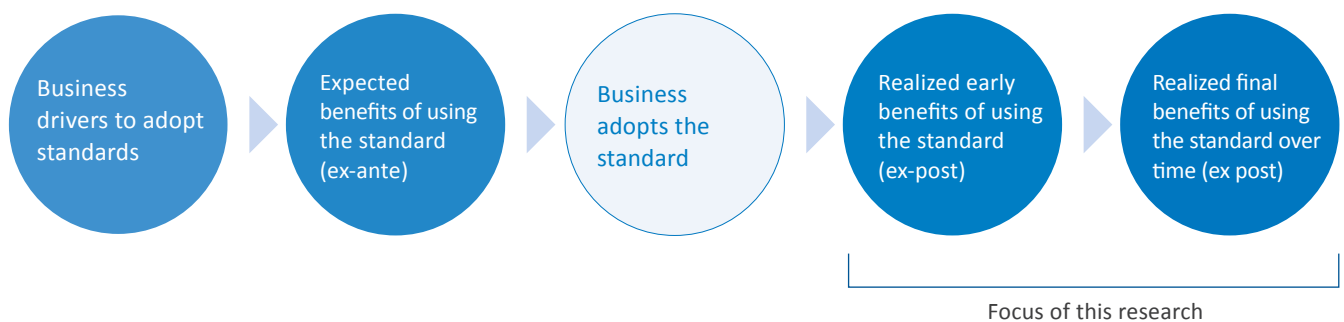 Business
drivers to adopt
standards
Expected
benefits of using
the standard
(ex-ante)
Business
adopts the
standard
Realized early
benefits of using
the standard
(ex-post)
Realized final
benefits of using
the standard over
time (ex post)
Focus of this research